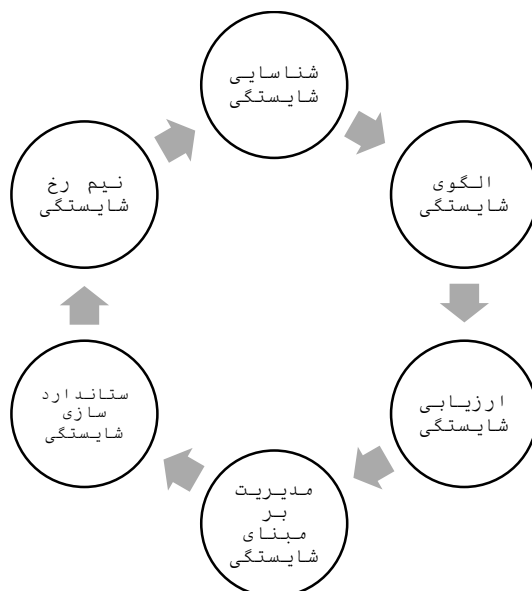 شناسایی
شایستگی
الگوی
شایستگی
ارزیابی
شایستگی
مدیریت
بر
مبنای
شایستگی
ستاندارد
سازی
شایستگی
نیم رخ
شایستگی